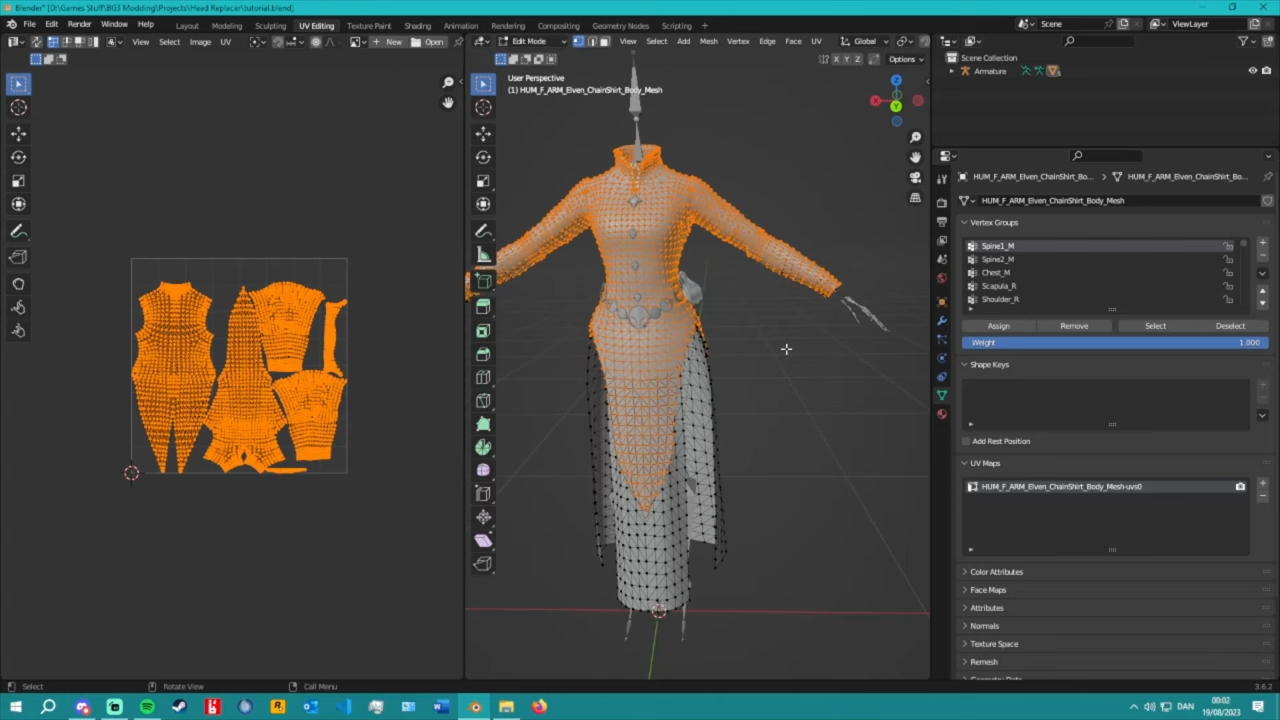 Blender* [D:\Games Stuff\BG3 Modding\Projects\Head Replacer\tutorial.blend]
File Edit Render Window Help Layout Modeling Sculpting UV Editing Texture Paint Shading Animation Rendering Compositing Geometry Nodes Scripting + Scene ViewLayer
View Select Image UV New Open Edit Mode View Select Add Mesh Vertex Edge Face UV Global
X Y Z Options
Scene Collection
Armature
User Perspective
(1) HUM_F_ARM_Elven_ChainShirt_Body_Mesh
HUM_F_ARM_Elven_ChainShirt_Bo... HUM_F_ARM_Elven_ChainShirt_Bo...
HUM_F_ARM_Elven_ChainShirt_Body_Mesh
Vertex Groups
Spine1_M
Spine2_M
Chest_M
Scapula_R
Shoulder_R
Assign Remove Select Deselect
Weight 1.000
Shape Keys
Add Rest Position
UV Maps
HUM_F_ARM_Elven_ChainShirt_Body_Mesh-uvs0
Color Attributes
Face Maps
Attributes
Normals
Texture Space
Remesh
Select Rotate View Call Menu 3.6.2
DAN 00:02
19/08/2023